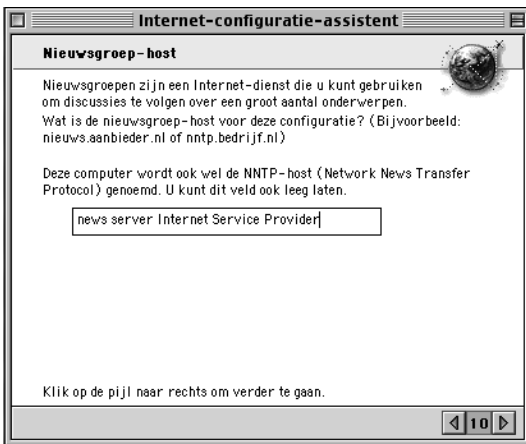 Internet-configuratie-assistent
Nieuwsgroep-host
Nieuwsgroepen zijn een Internet-dienst die u kunt gebruiken
om discussies te volgen over een groot aantal onderwerpen.
Wat is de nieuwsgroep-host voor deze configuratie? (Bijvoorbeeld:
nieuws.aanbieder.nl of nntp.bedrijf.nl)
Deze computer wordt ook wel de NNTP-host (Network News Transfer
Protocol) genoemd. U kunt dit veld ook leeg laten.
news server Internet Service Provider
Klik op de pijl naar rechts om verder te gaan.
10